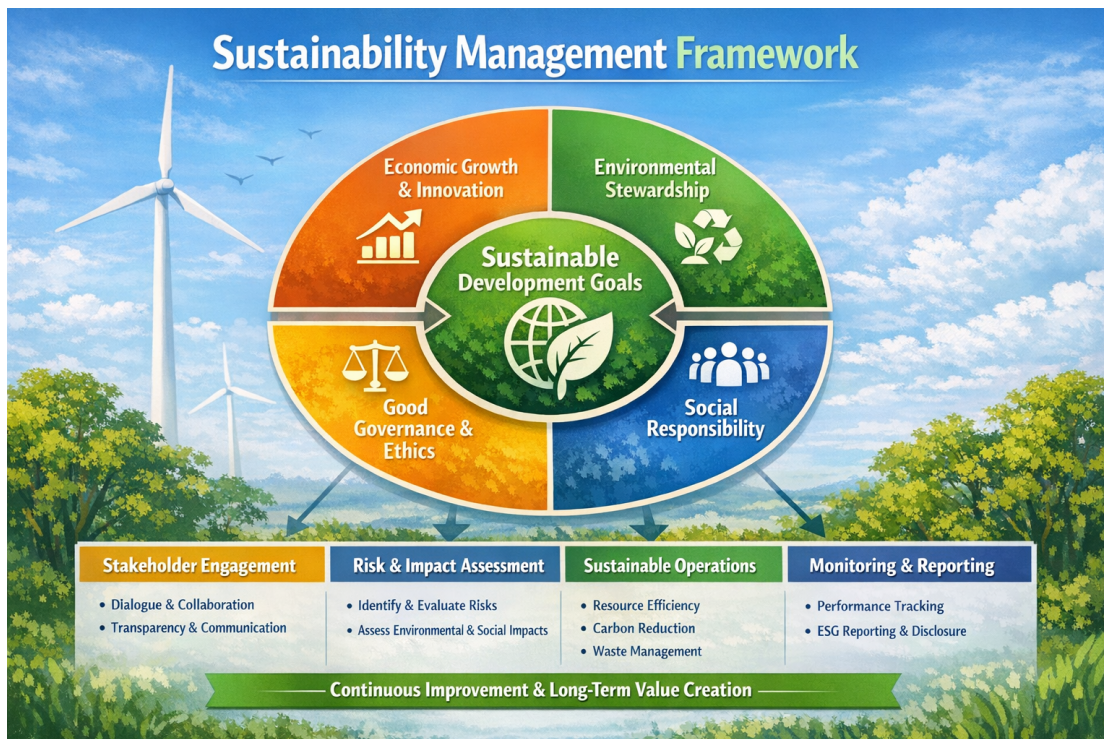 Sustainability Management Framework
Economic Growth
& Innovation
Environmental
Stewardship
Sustainable
Development Goals
Good
Governance &
Ethics
Social
Responsibility
Stakeholder Engagement
• Dialogue & Collaboration
• Transparency & Communication
Risk & Impact Assessment
• Identify & Evaluate Risks
• Assess Environmental & Social Impacts
Sustainable Operations
• Resource Efficiency
• Carbon Reduction
• Waste Management
Monitoring & Reporting
• Performance Tracking
• ESG Reporting & Disclosure
Continuous Improvement & Long-Term Value Creation